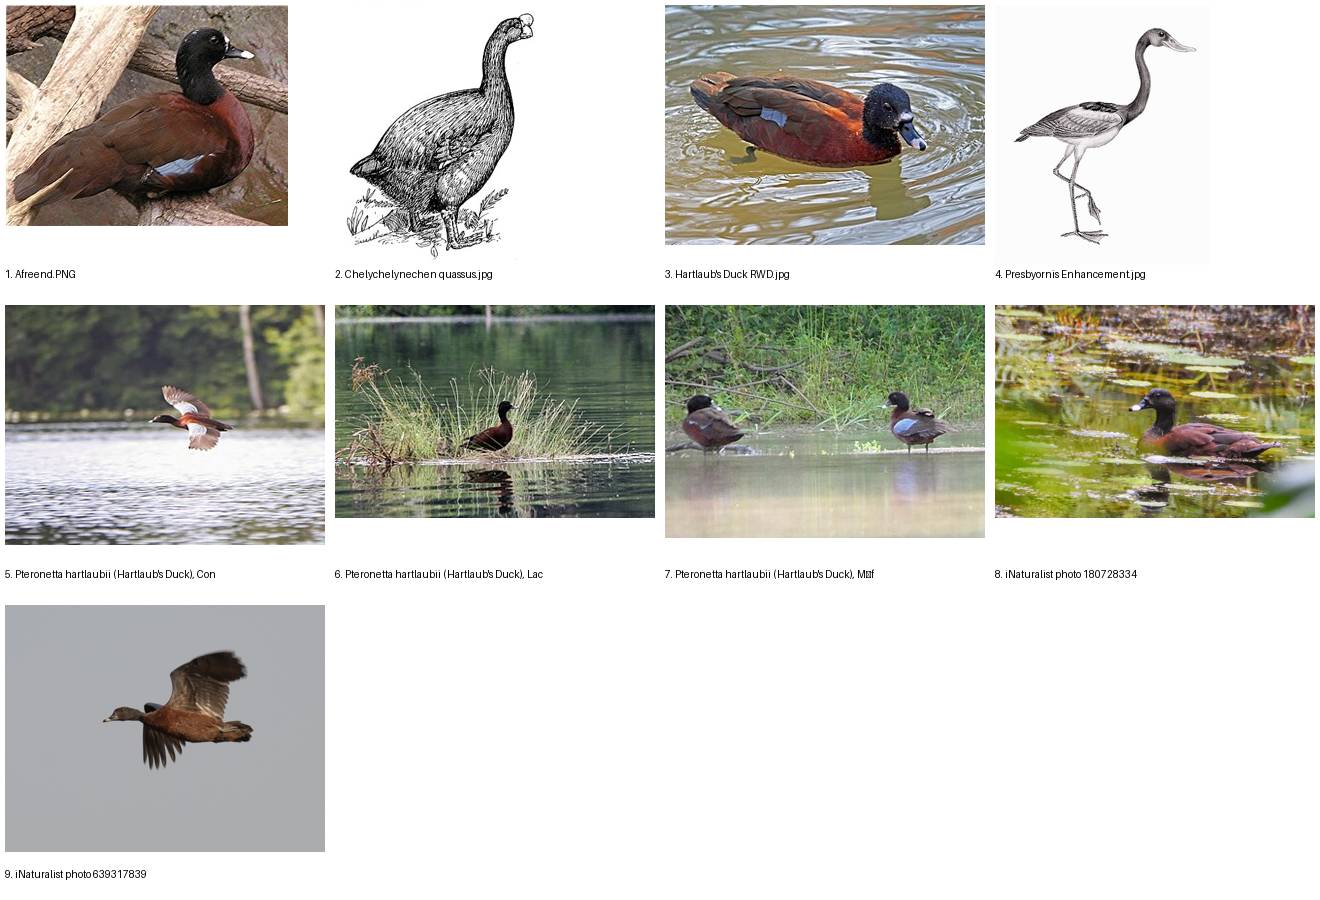 1. Afreend.PNG
2. Chelychelynechen quassus.jpg
3. Hartlaub's Duck RWD.jpg
4. Presbyornis Enhancement.jpg
5. Pteronetta hartlaubii (Hartlaub's Duck), Con
6. Pteronetta hartlaubii (Hartlaub's Duck), Lac
7. Pteronetta hartlaubii (Hartlaub's Duck), M▯f
8. iNaturalist photo 180728334
9. iNaturalist photo 639317839